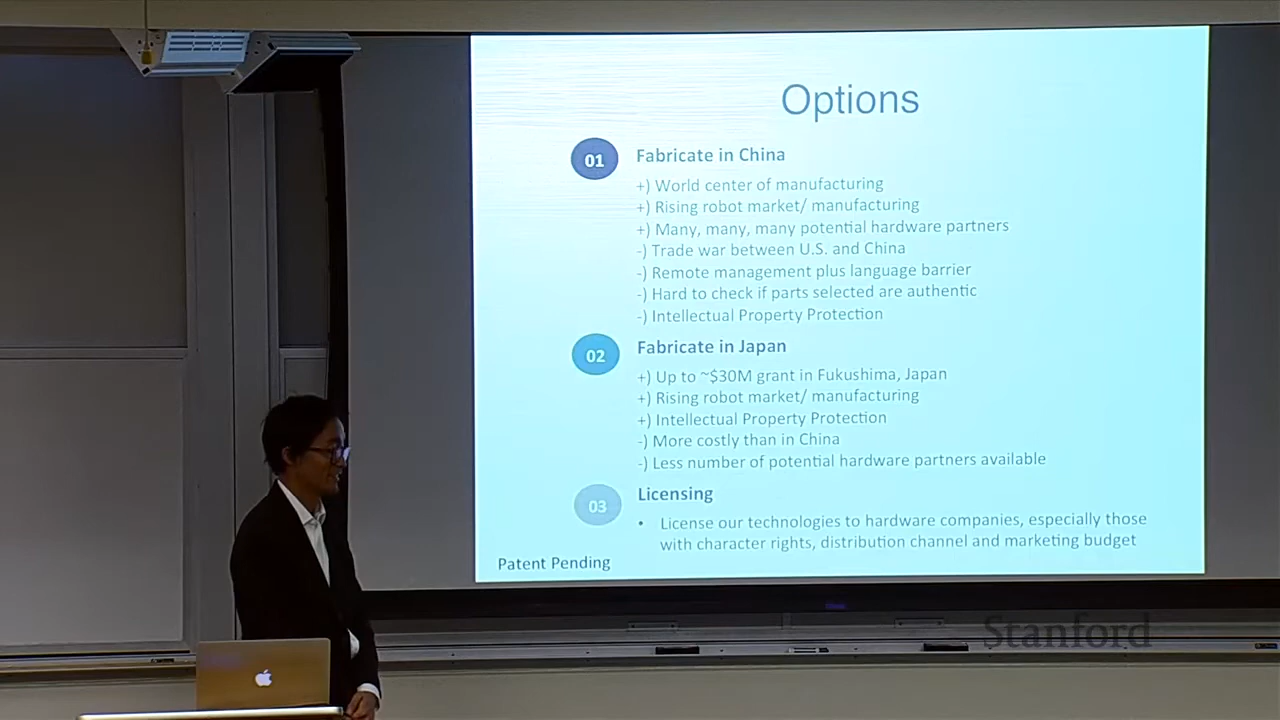 Options
01
Fabricate in China
+) World center of manufacturing
+) Rising robot market/ manufacturing
+) Many, many, many potential hardware partners
-) Trade war between U.S. and China
-) Remote management plus language barrier
-) Hard to check if parts selected are authentic
-) Intellectual Property Protection
02
Fabricate in Japan
+) Up to ~$30M grant in Fukushima, Japan
+) Rising robot market/ manufacturing
+) Intellectual Property Protection
-) More costly than in China
-) Less number of potential hardware partners available
03
Licensing
• License our technologies to hardware companies, especially those
with character rights, distribution channel and marketing budget
Patent Pending
Stanford